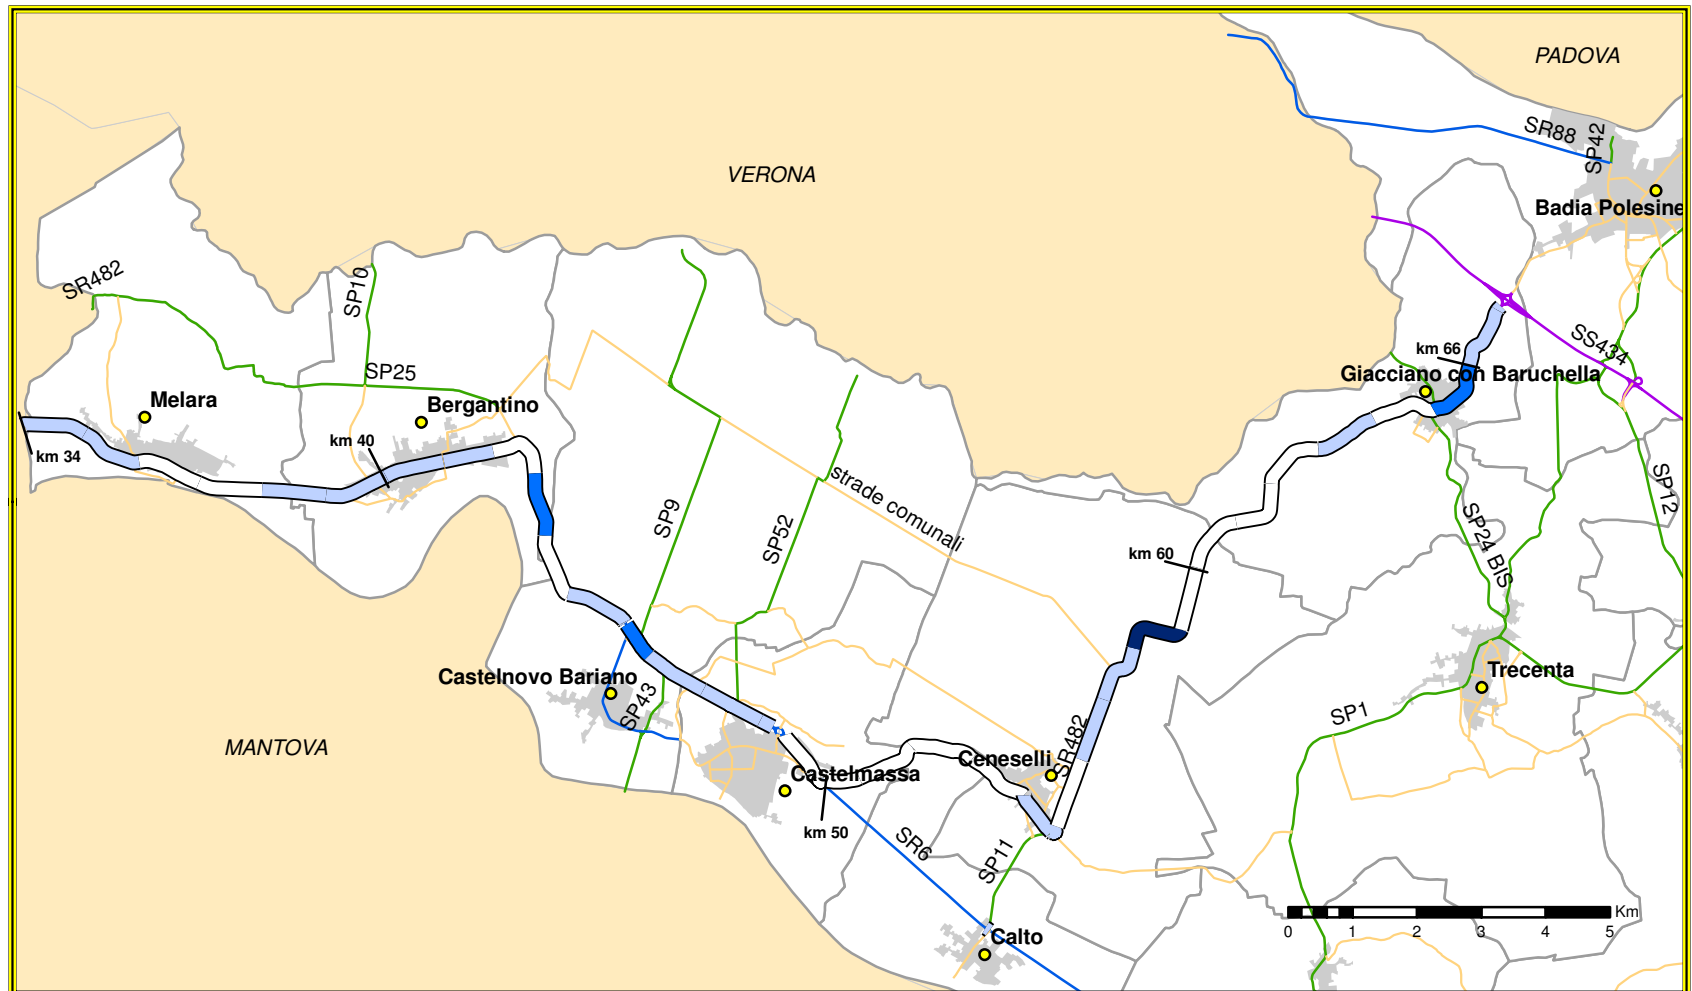 PADOVA
SR88
SP42
VERONA
Badia Polesine
SR482
SP10
SS434
km 66
SP25
Giacciano con Baruchella
Melara
Bergantino
km 40
km 34
strade comunali
SP9
SP52
SP12
SP24 BIS
km 60
Castelnovo Bariano
SP43
Trecenta
SP1
MANTOVA
SR482
Ceneselli
Castelmassa
km 50
SR6
SP11
Calto
Km
0 1 2 3 4 5